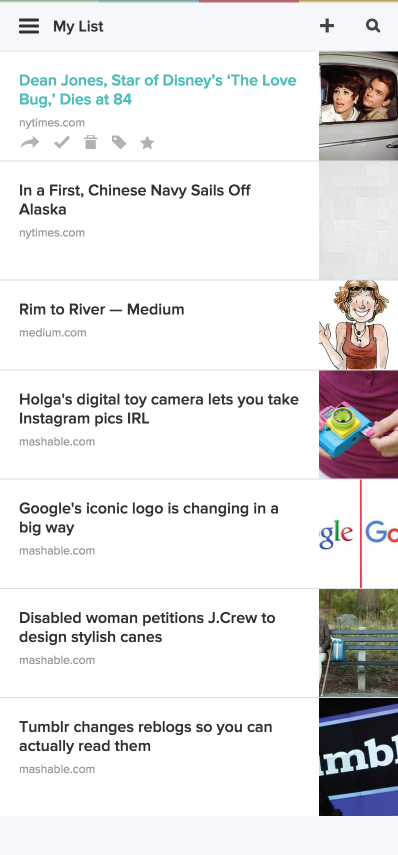 My List
Dean Jones, Star of Disney’s ‘The Love
Bug,’ Dies at 84
nytimes.com
In a First, Chinese Navy Sails Off
Alaska
nytimes.com
Rim to River — Medium
medium.com
Holga's digital toy camera lets you take
Instagram pics IRL
mashable.com
Google's iconic logo is changing in a
big way
mashable.com
gle
Go
Disabled woman petitions J.Crew to
design stylish canes
mashable.com
Tumblr changes reblogs so you can
actually read them
mashable.com
umbl